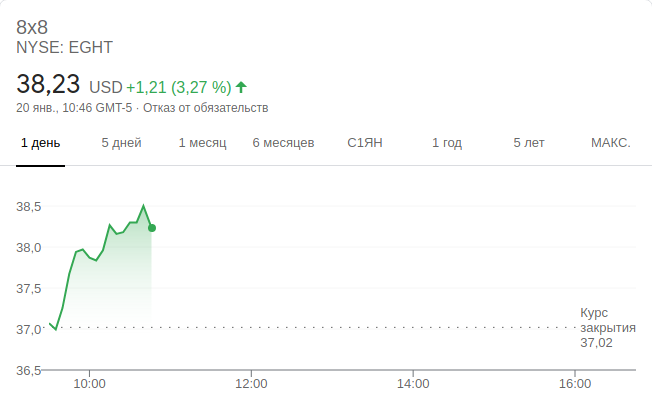 8x8
NYSE: EGHT
38,23 USD +1,21 (3,27 %)
20 янв., 10:46 GMT-5 · Отказ от обязательств
1 день 5 дней 1 месяц 6 месяцев С1ЯН 1 год 5 лет МАКС.
38,5
38,0
37,5
37,0
36,5
Курс
закрытия
37,02
10:00 12:00 14:00 16:00